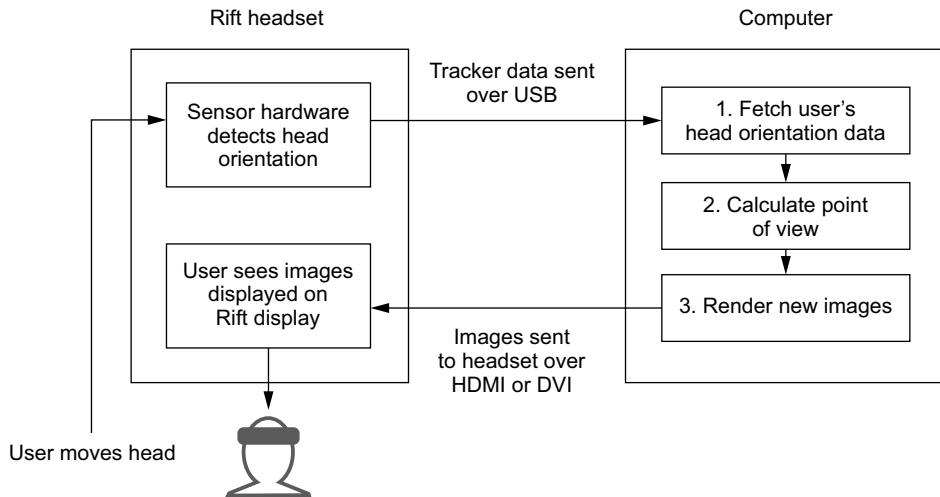 Rift headset
Computer
Sensor hardware
detects head
orientation
Tracker data sent
over USB
1. Fetch user's
head orientation data
2. Calculate point
of view
3. Render new images
User sees images
displayed on
Rift display
Images sent
to headset over
HDMI or DVI
User moves head